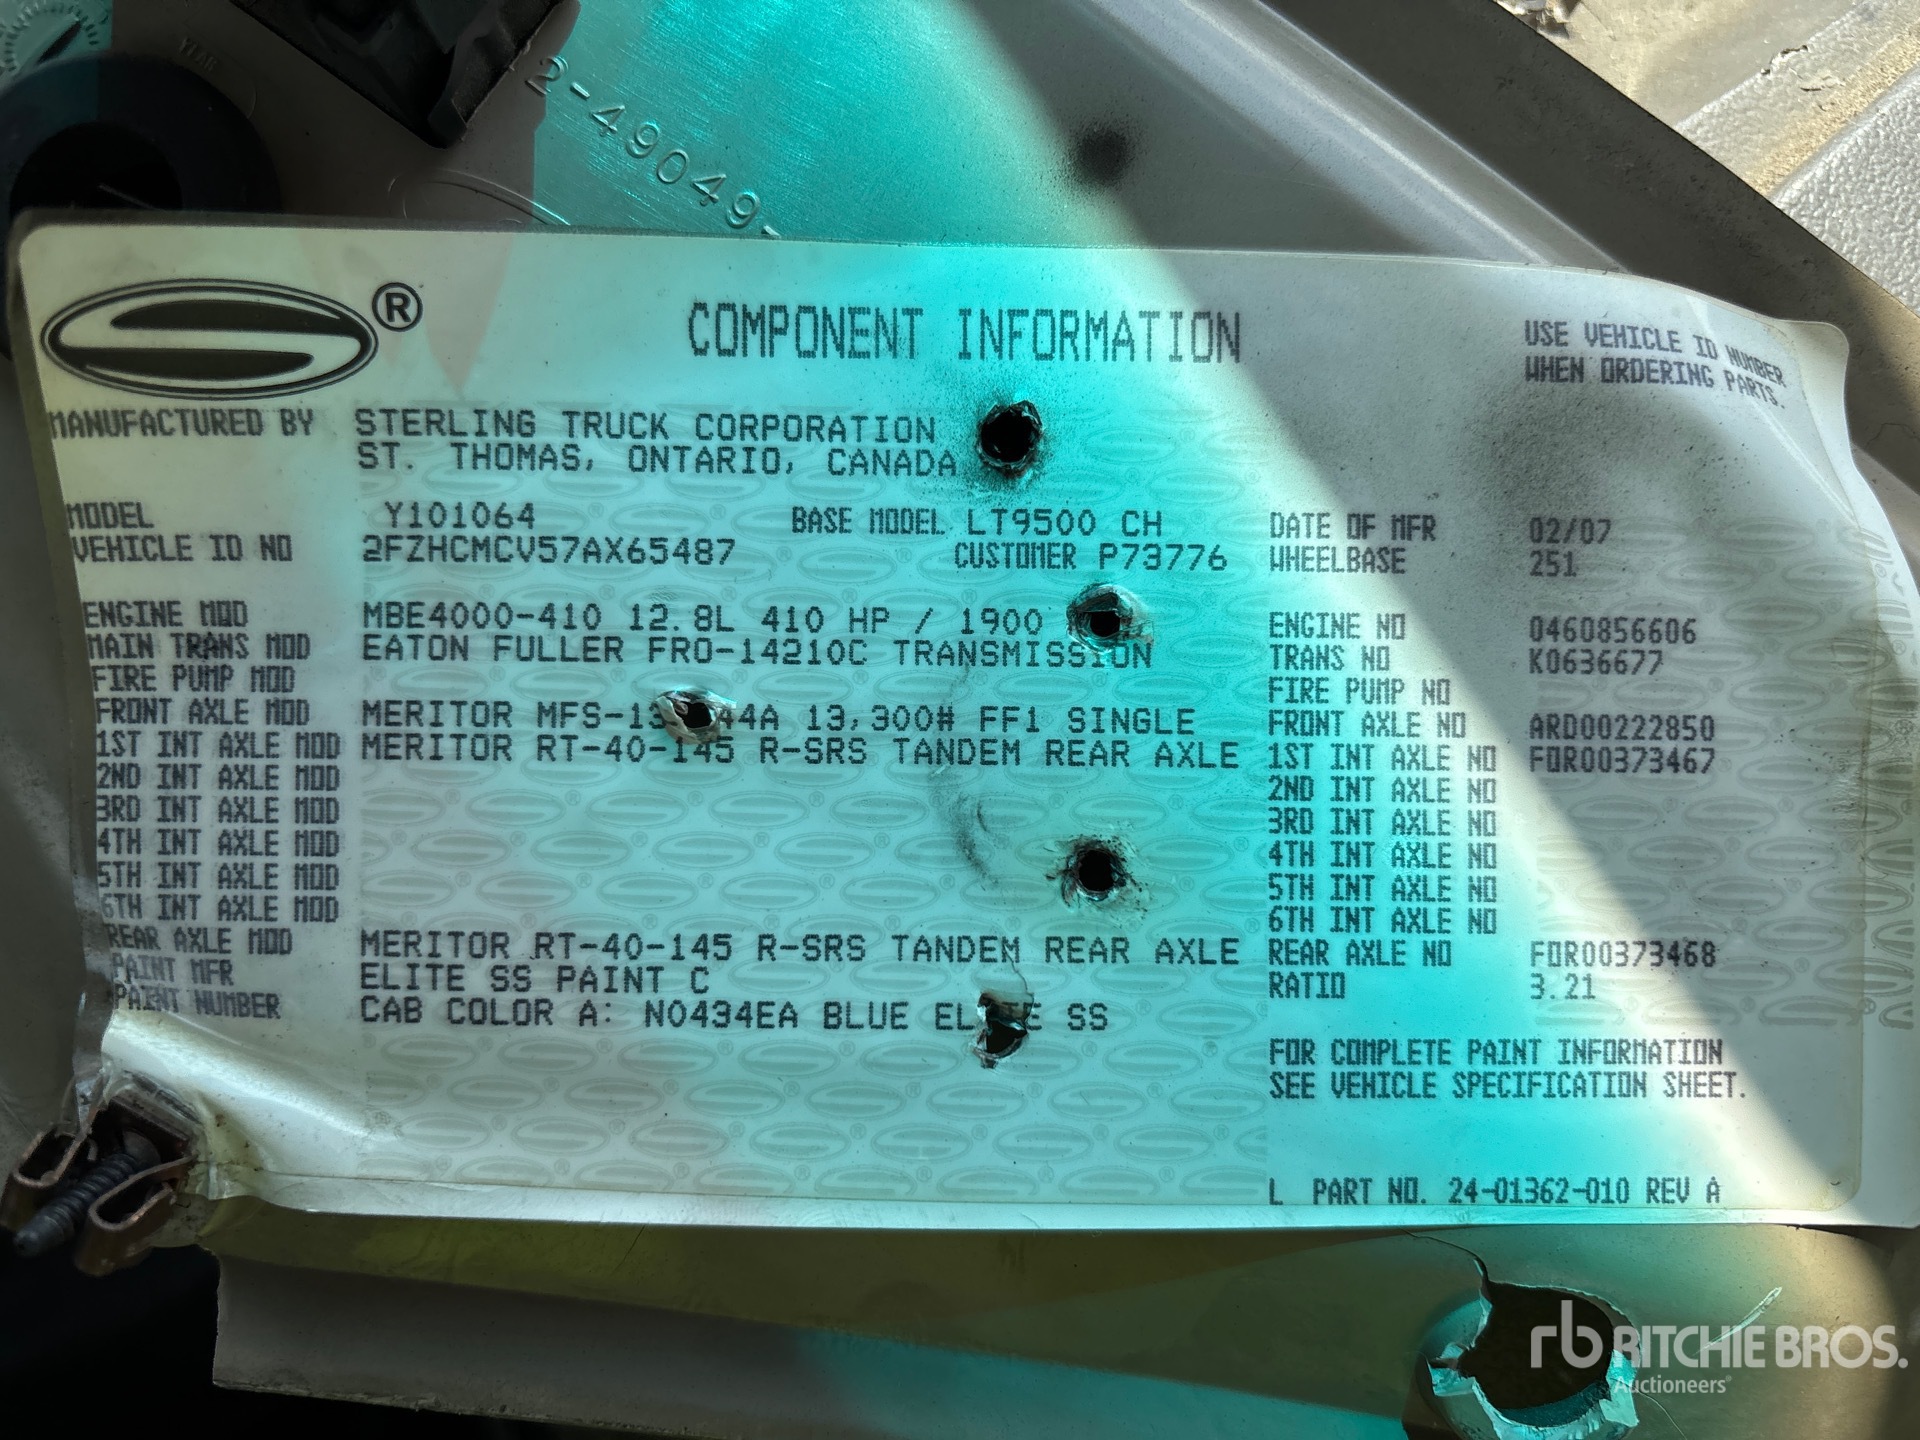 YEAR
2-49049-
®
COMPONENT INFORMATION
USE VEHICLE ID NUMBER
WHEN ORDERING PARTS.
MANUFACTURED BY STERLING TRUCK CORPORATION
ST. THOMAS, ONTARIO, CANADA
MODEL Y101064 BASE MODEL LT9500 CH DATE OF MFR 02/07
VEHICLE ID NO 2FZHCMCV57AX65487 CUSTOMER P73776 WHEELBASE 251
ENGINE MOD MBE4000-410 12.8L 410 HP / 1900 ENGINE NO 0460856606
MAIN TRANS MOD EATON FULLER FRO-14210C TRANSMISSION TRANS NO K0636677
FIRE PUMP MOD FIRE PUMP NO
FRONT AXLE MOD MERITOR MFS-13 44A 13,300# FF1 SINGLE FRONT AXLE NO ARD00222850
1ST INT AXLE MOD MERITOR RT-40-145 R-SRS TANDEM REAR AXLE 1ST INT AXLE NO FOR00373467
2ND INT AXLE MOD 2ND INT AXLE NO
3RD INT AXLE MOD 3RD INT AXLE NO
4TH INT AXLE MOD 4TH INT AXLE NO
5TH INT AXLE MOD 5TH INT AXLE NO
6TH INT AXLE MOD 6TH INT AXLE NO
REAR AXLE MOD MERITOR RT-40-145 R-SRS TANDEM REAR AXLE REAR AXLE NO FOR00373468
PAINT MFR ELITE SS PAINT C RATIO 3.21
PAINT NUMBER CAB COLOR A: N0434EA BLUE ELITE SS
FOR COMPLETE PAINT INFORMATION
SEE VEHICLE SPECIFICATION SHEET.
L PART NO. 24-01362-010 REV A
rb RITCHIE BROS.
Auctioneers